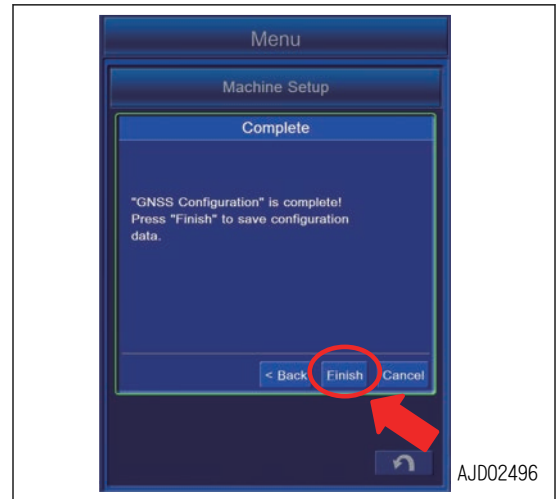 Menu
Machine Setup
Complete
"GNSS Configuration" is complete!
Press "Finish" to save configuration
data.
< Back Finish Cancel
AJD02496